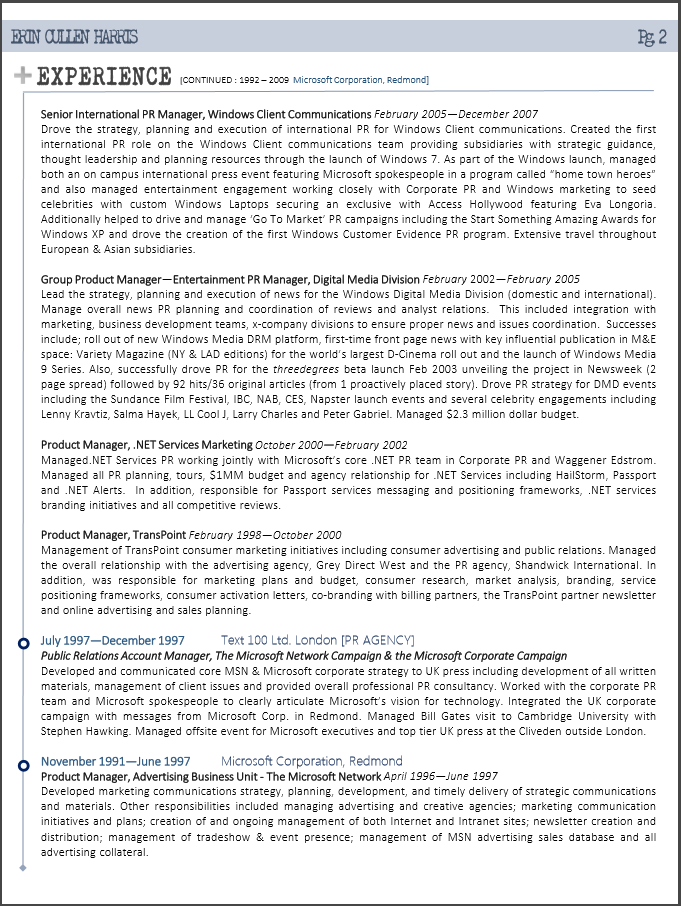 ERIN CULLEN HARRIS Pg. 2
+ EXPERIENCE [CONTINUED : 1992 – 2009 Microsoft Corporation, Redmond]
Senior International PR Manager, Windows Client Communications February 2005—December 2007
Drove the strategy, planning and execution of international PR for Windows Client communications. Created the first
international PR role on the Windows Client communications team providing subsidiaries with strategic guidance,
thought leadership and planning resources through the launch of Windows 7. As part of the Windows launch, managed
both an on campus international press event featuring Microsoft spokespeople in a program called “home town heroes”
and also managed entertainment engagement working closely with Corporate PR and Windows marketing to seed
celebrities with custom Windows Laptops securing an exclusive with Access Hollywood featuring Eva Longoria.
Additionally helped to drive and manage ‘Go To Market’ PR campaigns including the Start Something Amazing Awards for
Windows XP and drove the creation of the first Windows Customer Evidence PR program. Extensive travel throughout
European & Asian subsidiaries.
Group Product Manager—Entertainment PR Manager, Digital Media Division February 2002—February 2005
Lead the strategy, planning and execution of news for the Windows Digital Media Division (domestic and international).
Manage overall news PR planning and coordination of reviews and analyst relations. This included integration with
marketing, business development teams, x-company divisions to ensure proper news and issues coordination. Successes
include; roll out of new Windows Media DRM platform, first-time front page news with key influential publication in M&E
space: Variety Magazine (NY & LAD editions) for the world’s largest D-Cinema roll out and the launch of Windows Media
9 Series. Also, successfully drove PR for the threedegrees beta launch Feb 2003 unveiling the project in Newsweek (2
page spread) followed by 92 hits/36 original articles (from 1 proactively placed story). Drove PR strategy for DMD events
including the Sundance Film Festival, IBC, NAB, CES, Napster launch events and several celebrity engagements including
Lenny Kravtiz, Salma Hayek, LL Cool J, Larry Charles and Peter Gabriel. Managed $2.3 million dollar budget.
Product Manager, .NET Services Marketing October 2000—February 2002
Managed.NET Services PR working jointly with Microsoft’s core .NET PR team in Corporate PR and Waggener Edstrom.
Managed all PR planning, tours, $1MM budget and agency relationship for .NET Services including HailStorm, Passport
and .NET Alerts. In addition, responsible for Passport services messaging and positioning frameworks, .NET services
branding initiatives and all competitive reviews.
Product Manager, TransPoint February 1998—October 2000
Management of TransPoint consumer marketing initiatives including consumer advertising and public relations. Managed
the overall relationship with the advertising agency, Grey Direct West and the PR agency, Shandwick International. In
addition, was responsible for marketing plans and budget, consumer research, market analysis, branding, service
positioning frameworks, consumer activation letters, co-branding with billing partners, the TransPoint partner newsletter
and online advertising and sales planning.
July 1997—December 1997 Text 100 Ltd. London [PR AGENCY]
Public Relations Account Manager, The Microsoft Network Campaign & the Microsoft Corporate Campaign
Developed and communicated core MSN & Microsoft corporate strategy to UK press including development of all written
materials, management of client issues and provided overall professional PR consultancy. Worked with the corporate PR
team and Microsoft spokespeople to clearly articulate Microsoft’s vision for technology. Integrated the UK corporate
campaign with messages from Microsoft Corp. in Redmond. Managed Bill Gates visit to Cambridge University with
Stephen Hawking. Managed offsite event for Microsoft executives and top tier UK press at the Cliveden outside London.
November 1991—June 1997 Microsoft Corporation, Redmond
Product Manager, Advertising Business Unit - The Microsoft Network April 1996—June 1997
Developed marketing communications strategy, planning, development, and timely delivery of strategic communications
and materials. Other responsibilities included managing advertising and creative agencies; marketing communication
initiatives and plans; creation of and ongoing management of both Internet and Intranet sites; newsletter creation and
distribution; management of tradeshow & event presence; management of MSN advertising sales database and all
advertising collateral.